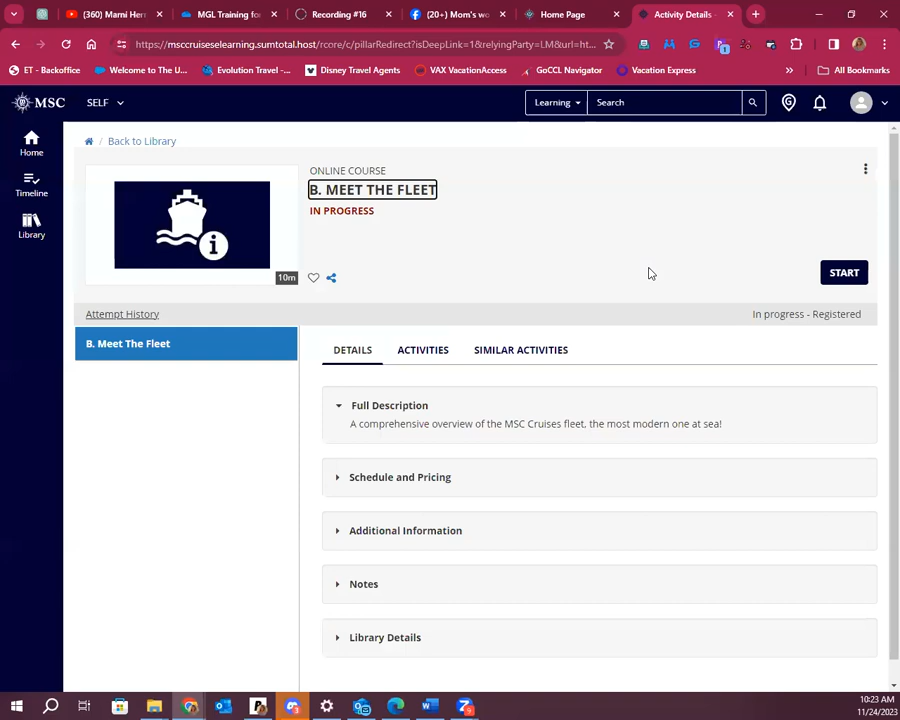 (360) Marni Her
MGL Training fo
Recording #16
(20+) Mom's wo
Home Page
Activity Details -
https://msccruiseselearning.sumtotal.host/rcore/c/pillarRedirect?isDeepLink=1&relyingParty=LM&url=ht...
ET - Backoffice
Welcome to The U...
Evolution Travel -...
Disney Travel Agents
VAX VacationAccess
GoCCL Navigator
Vacation Express
»
All Bookmarks
MSC
SELF
Learning
Search
Home
Timeline
Library
/ Back to Library
ONLINE COURSE
B. MEET THE FLEET
IN PROGRESS
10m
START
Attempt History
In progress - Registered
B. Meet The Fleet
DETAILS
ACTIVITIES
SIMILAR ACTIVITIES
Full Description
A comprehensive overview of the MSC Cruises fleet, the most modern one at sea!
Schedule and Pricing
Additional Information
Notes
Library Details
10:23 AM
11/24/2023